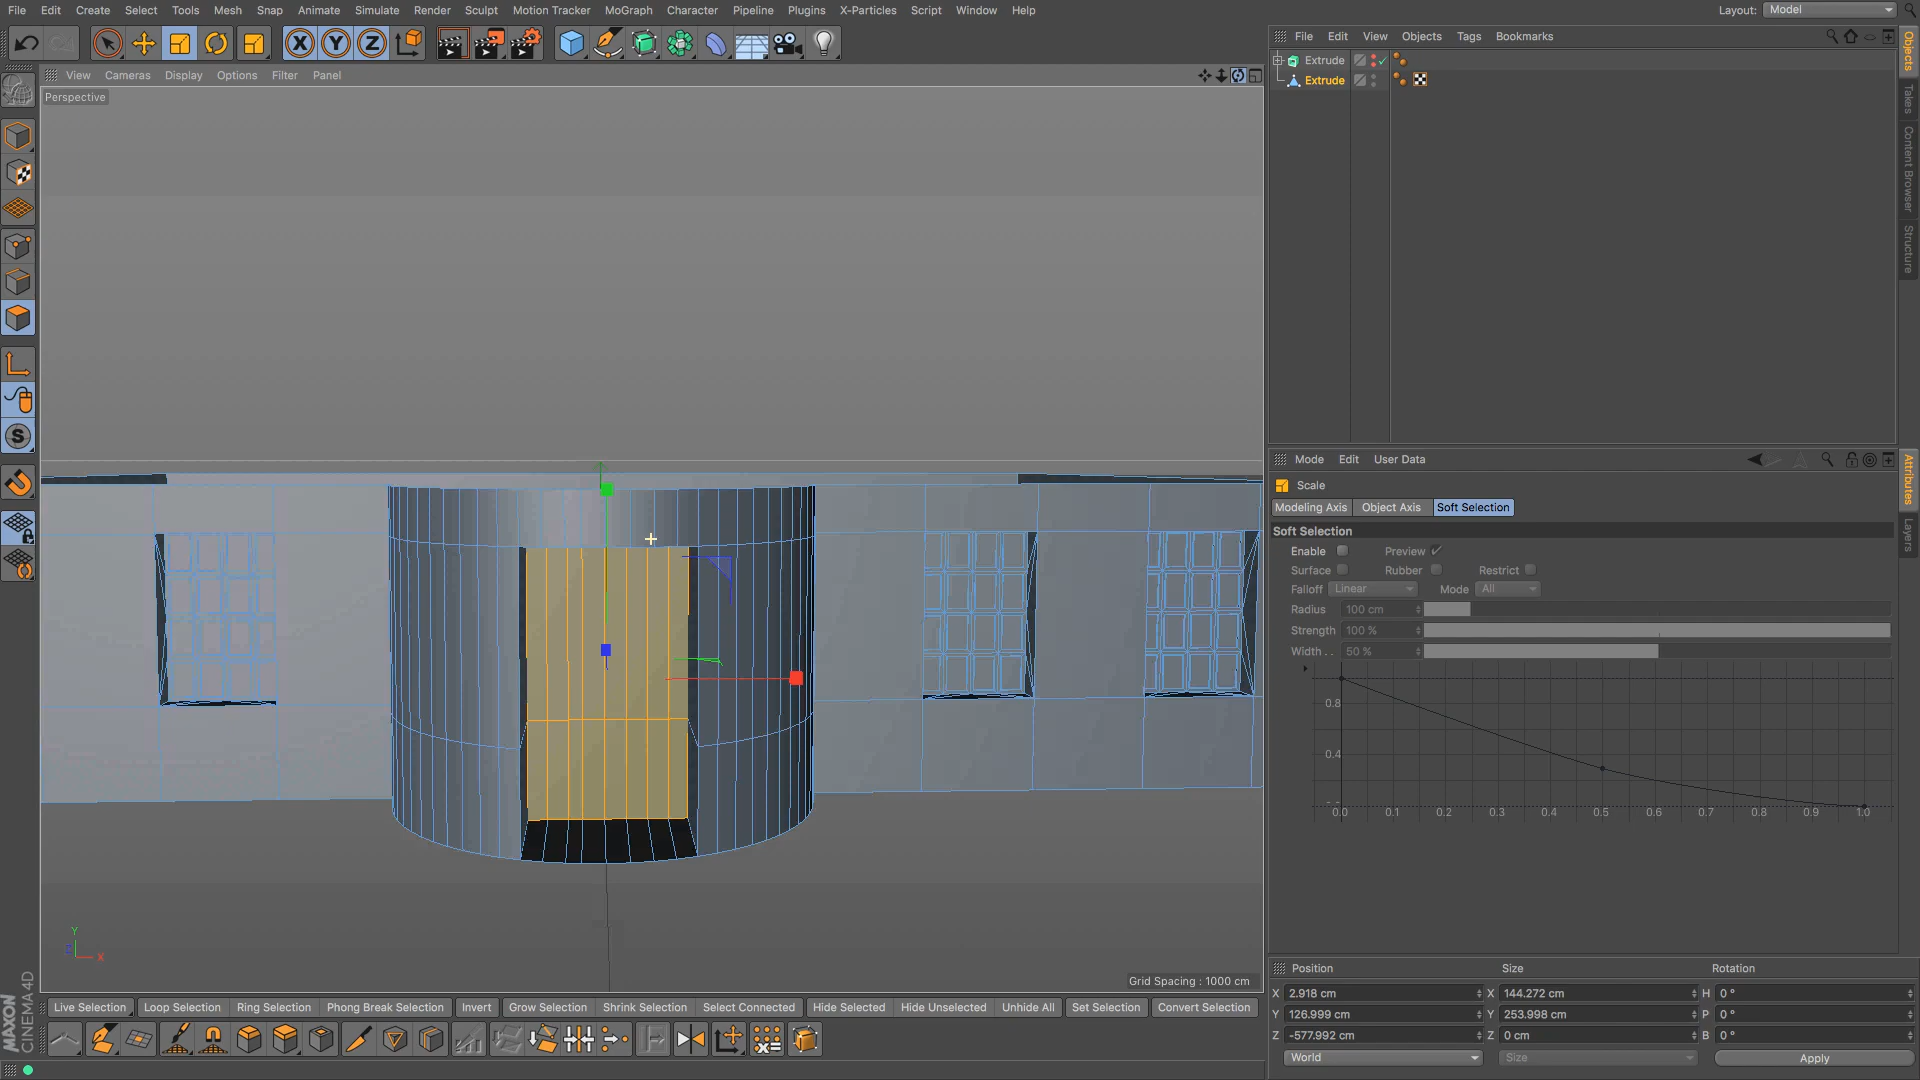 File Edit Create Select Tools Mesh Snap Animate Simulate Render Sculpt Motion Tracker MoGraph Character Pipeline Plugins X-Particles Script Window Help Layout: Model
View Cameras Display Options Filter Panel
Perspective
Grid Spacing : 1000 cm
Y
Z
X
Live Selection Loop Selection Ring Selection Phong Break Selection Invert Grow Selection Shrink Selection Select Connected Hide Selected Hide Unselected Unhide All Set Selection Convert Selection
MAXON
CINEMA 4D
File Edit View Objects Tags Bookmarks
Extrude
Extrude
Objects
Takes
Content Browser
Structure
Mode Edit User Data
Scale
Modeling Axis Object Axis Soft Selection
Soft Selection
Enable Preview
Surface Rubber Restrict
Falloff Linear Mode All
Radius 100 cm
Strength 100 %
Width . . 50 %
0.8
0.4
0.0 0.1 0.2 0.3 0.4 0.5 0.6 0.7 0.8 0.9 1.0
Attributes
Layers
Position Size Rotation
X 2.918 cm X 144.272 cm H 0 °
Y 126.999 cm Y 253.998 cm P 0 °
Z -577.992 cm Z 0 cm B 0 °
World Size Apply